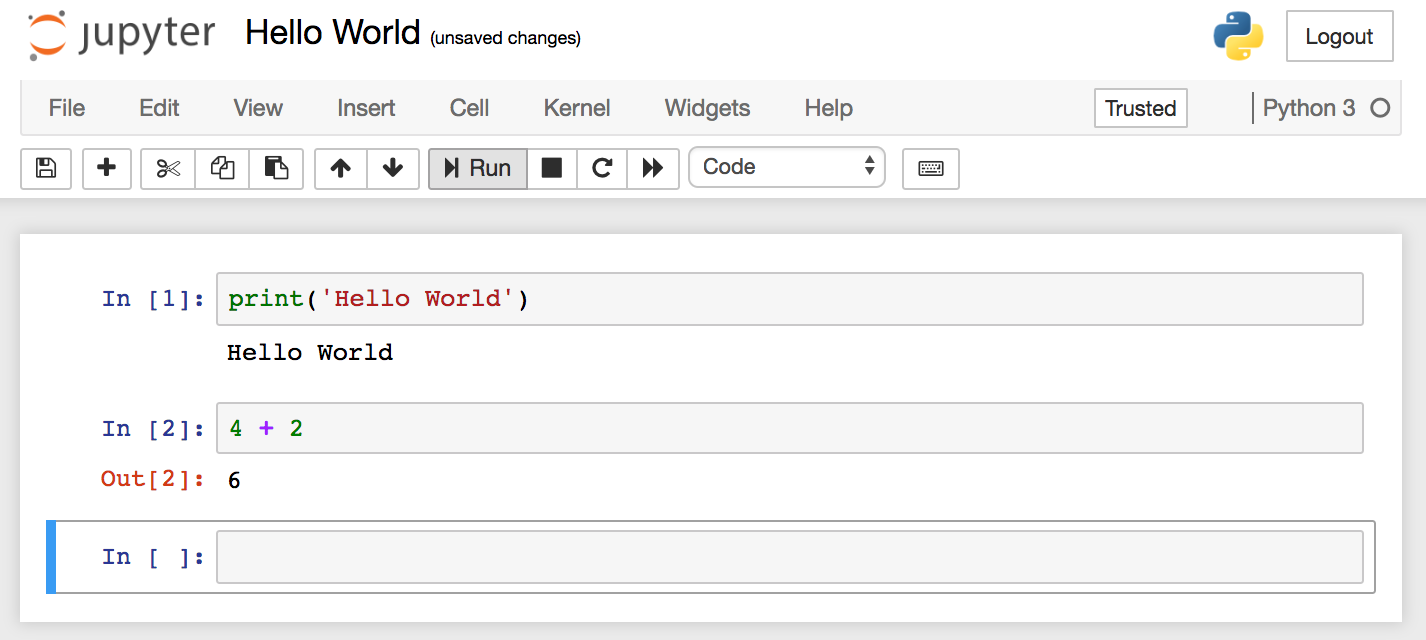 jupyter Hello World (unsaved changes) Logout
File Edit View Insert Cell Kernel Widgets Help Trusted Python 3
Run Code
In [1]: print('Hello World')
Hello World
In [2]: 4 + 2
Out[2]: 6
In [ ]: